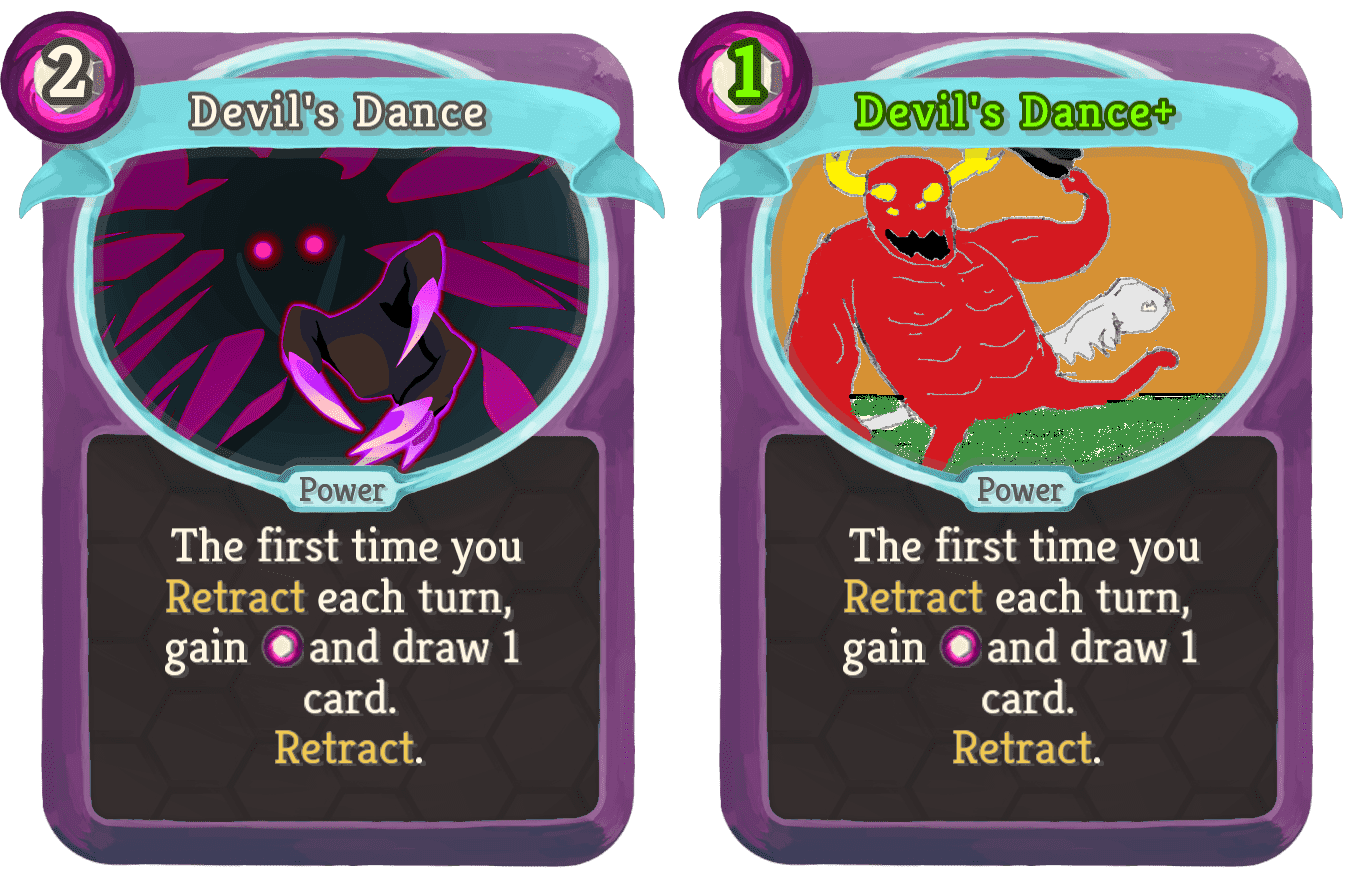 2
Devil's Dance
Power
The first time you
Retract each turn,
gain and draw 1
card.
Retract.
1
Devil's Dance+
Power
The first time you
Retract each turn,
gain and draw 1
card.
Retract.